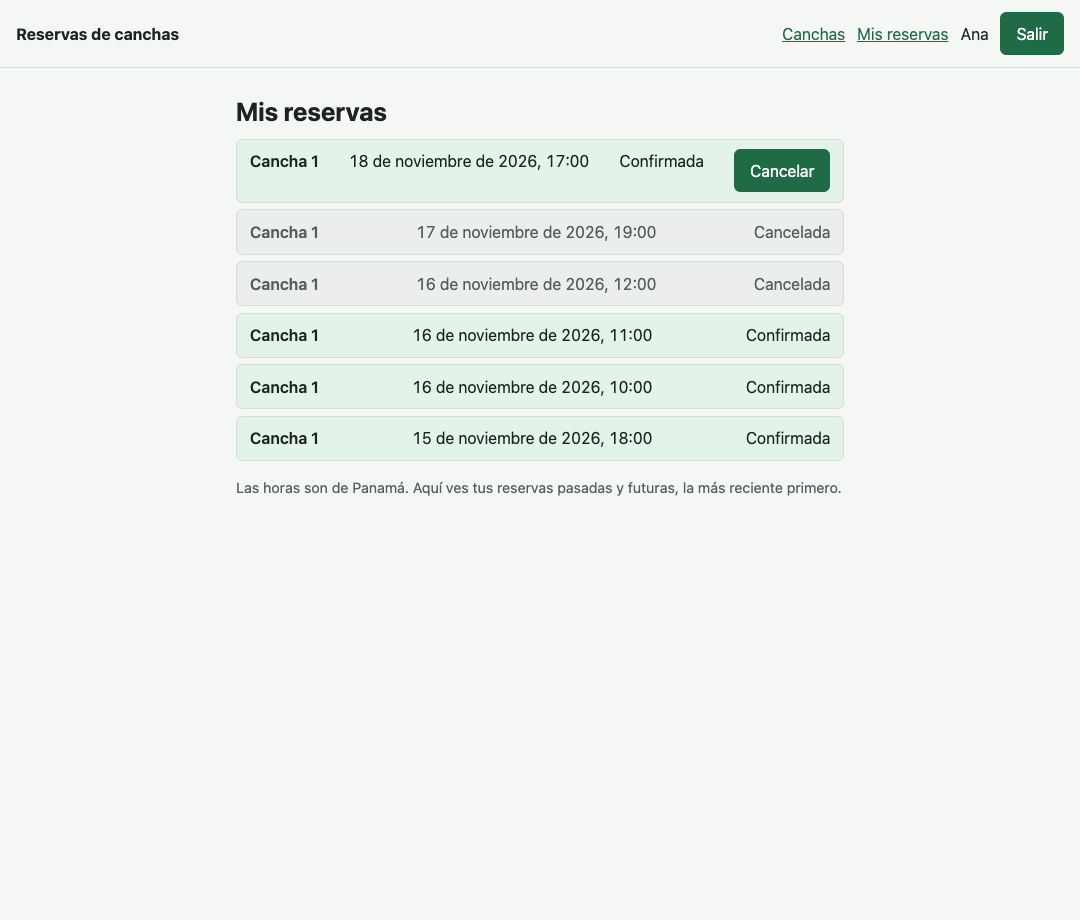 Reservas de canchas Canchas Mis reservas Ana Salir
Mis reservas
Cancha 1 18 de noviembre de 2026, 17:00 Confirmada Cancelar
Cancha 1 17 de noviembre de 2026, 19:00 Cancelada
Cancha 1 16 de noviembre de 2026, 12:00 Cancelada
Cancha 1 16 de noviembre de 2026, 11:00 Confirmada
Cancha 1 16 de noviembre de 2026, 10:00 Confirmada
Cancha 1 15 de noviembre de 2026, 18:00 Confirmada
Las horas son de Panamá. Aquí ves tus reservas pasadas y futuras, la más reciente primero.